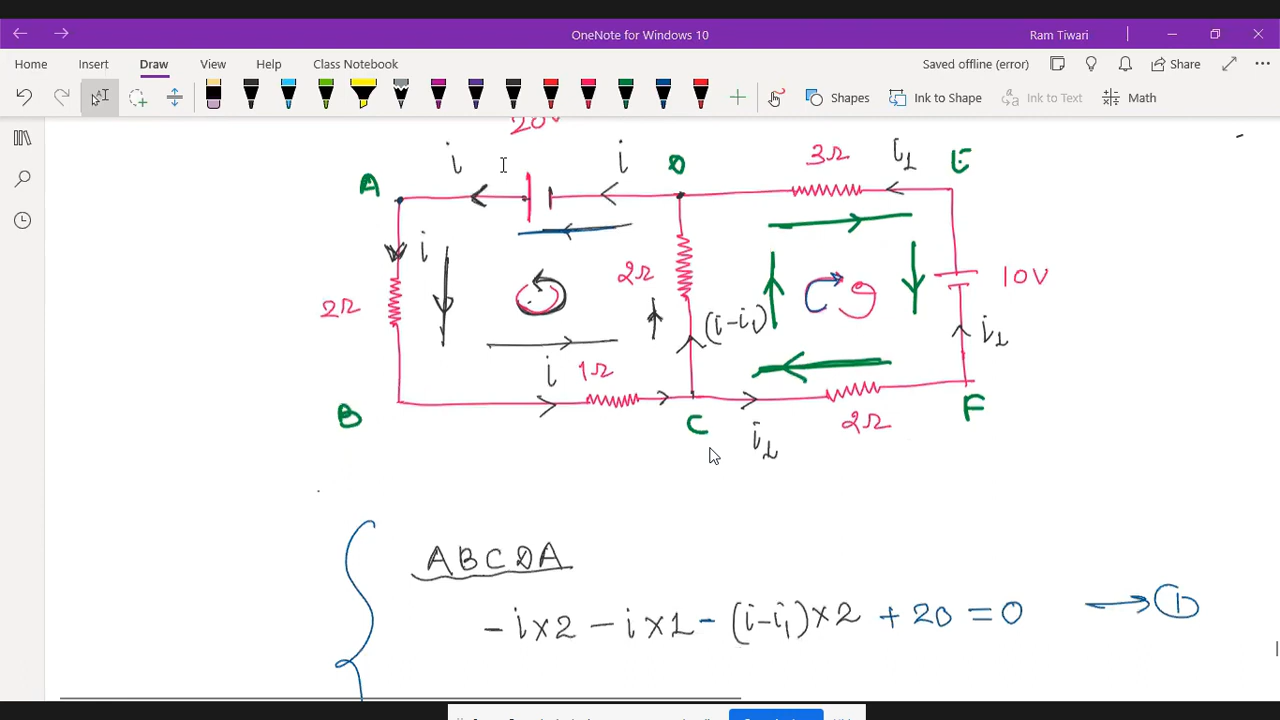 OneNote for Windows 10
Ram Tiwari
Home Insert Draw View Help Class Notebook
Saved offline (error)
Share
Shapes
Ink to Shape
Ink to Text
Math
20V
i i D 3Ω i₁ E
A
i
2Ω 2Ω 10V
(i-i₁) i₁
i 1Ω
B C 2Ω F
i₁
ABCDA
-i×2 -i×1 -(i-i₁)×2 +20 =0 → 1